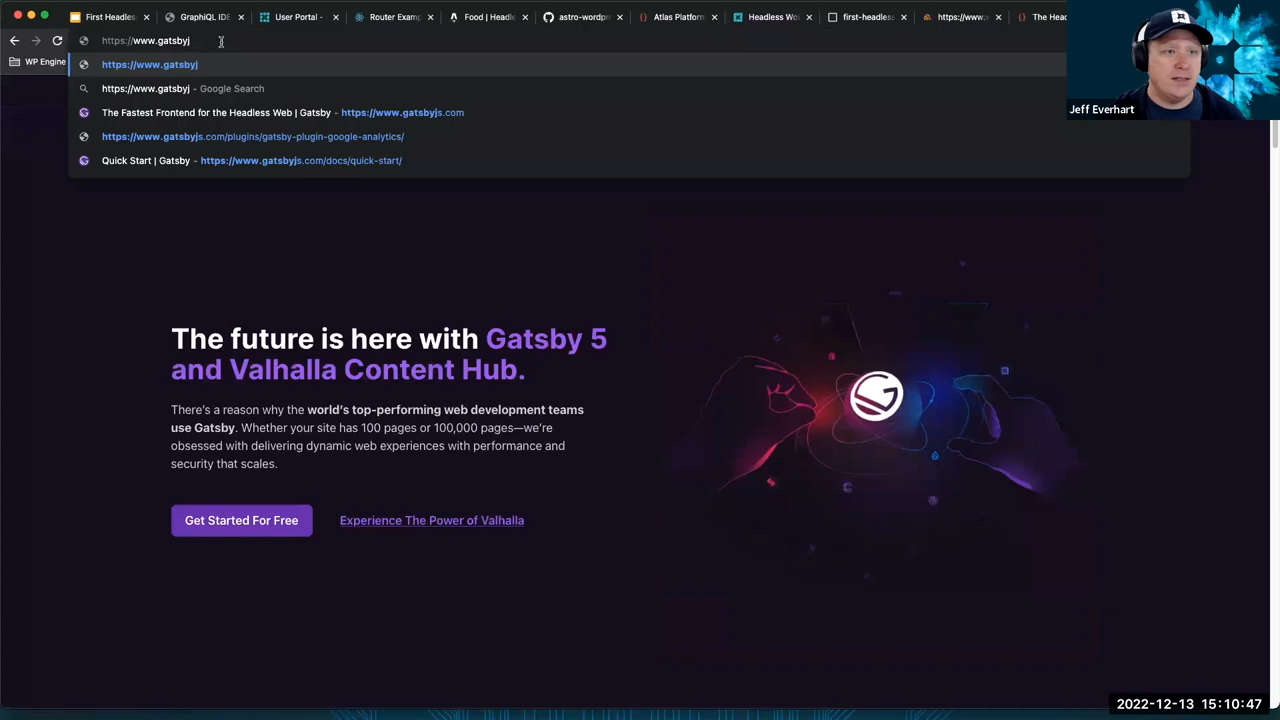 First Headless
GraphiQL IDE
User Portal -
Router Examp
Food | Headl
astro-wordpr
Atlas Platform
Headless Wo
first-headless
https://www.
The Head
https://www.gatsbyj
WP Engine
https://www.gatsbyj
https://www.gatsbyj - Google Search
The Fastest Frontend for the Headless Web | Gatsby - https://www.gatsbyjs.com
https://www.gatsbyjs.com/plugins/gatsby-plugin-google-analytics/
Quick Start | Gatsby - https://www.gatsbyjs.com/docs/quick-start/
Jeff Everhart
The future is here with Gatsby 5
and Valhalla Content Hub.
There's a reason why the world's top-performing web development teams
use Gatsby. Whether your site has 100 pages or 100,000 pages—we're
obsessed with delivering dynamic web experiences with performance and
security that scales.
Get Started For Free
Experience The Power of Valhalla
2022-12-13 15:10:47